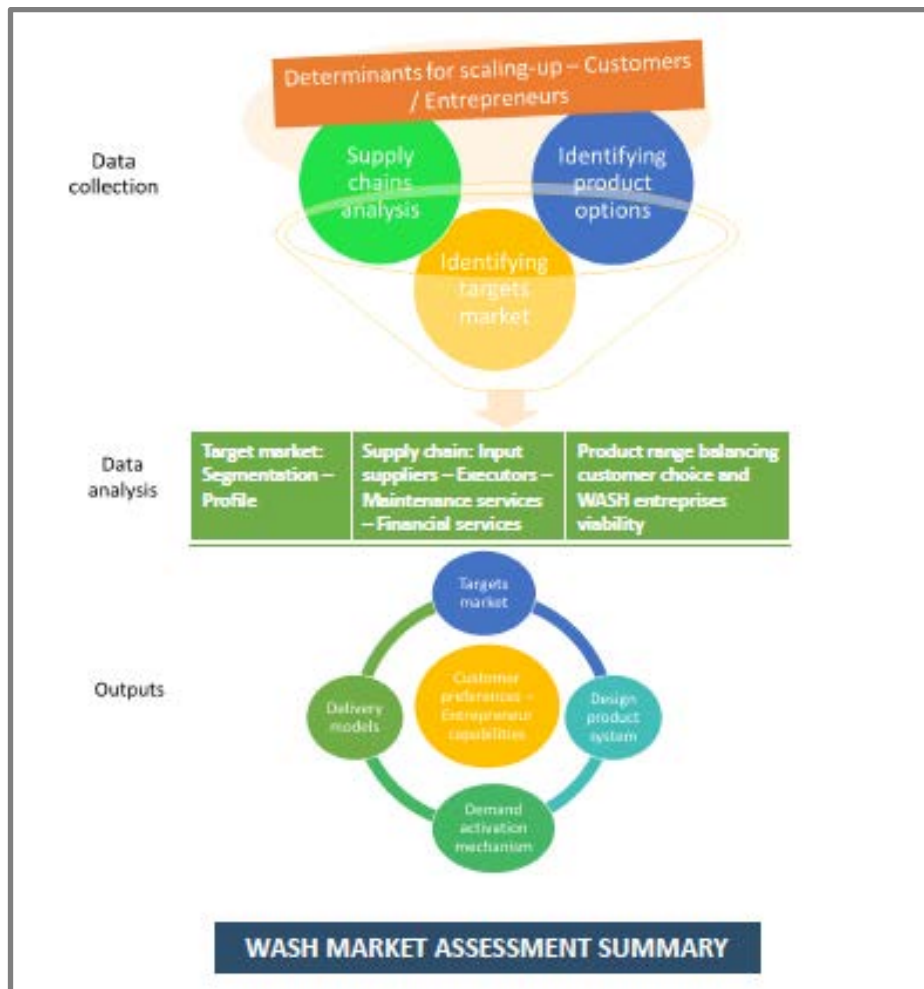 Determinants for scaling-up – Customers
/ Entrepreneurs
Data
collection
Supply
chains
analysis
Identifying
product
options
Identifying
targets
market
Data
analysis
Target market:
Segmentation –
Profile
Supply chain: Input
suppliers – Executors –
Maintenance services
– Financial services
Product range balancing
customer choice and
WASH entreprises
viability
Outputs
Targets
market
Customer
preferences –
Entrepreneur
capabilities
Delivery
models
Design
product
system
Demand
activation
mechanism
WASH MARKET ASSESSMENT SUMMARY